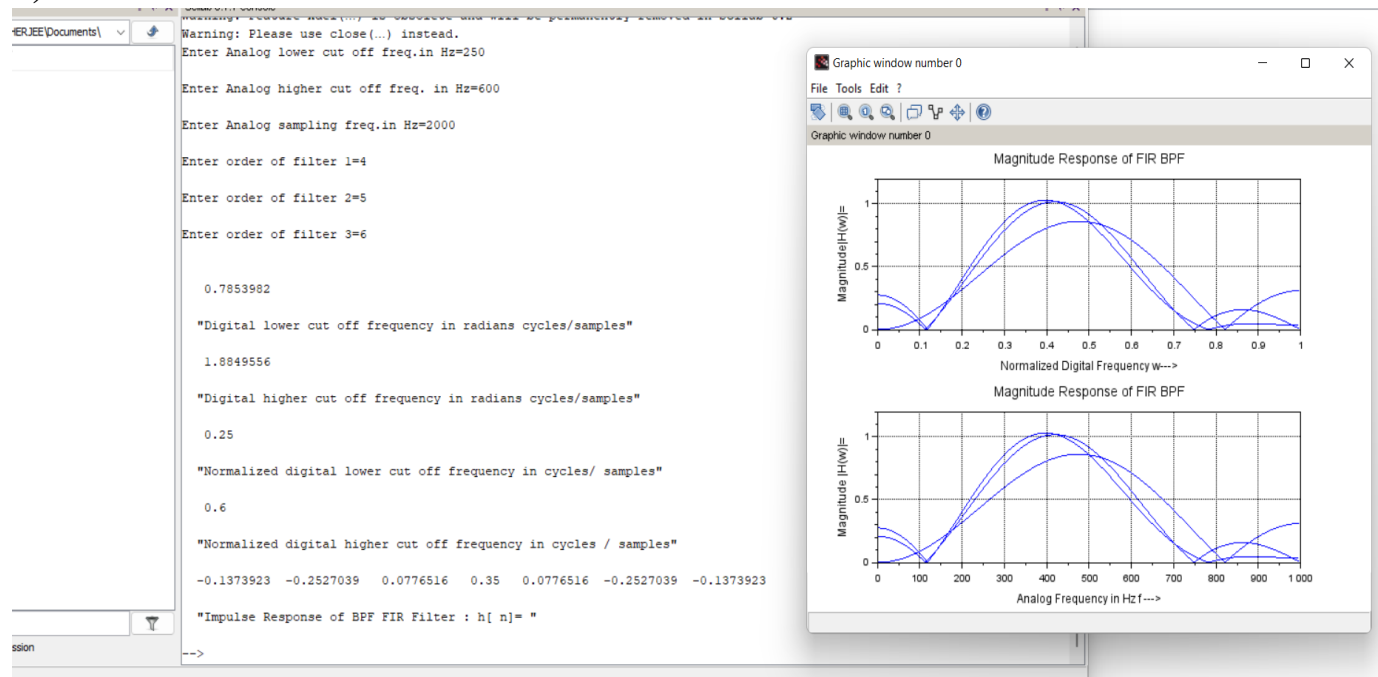 HERJEE\Documents\
ssion
Warning: Please use close(...) instead.
Enter Analog lower cut off freq.in Hz=250
Enter Analog higher cut off freq. in Hz=600
Enter Analog sampling freq.in Hz=2000
Enter order of filter 1=4
Enter order of filter 2=5
Enter order of filter 3=6
0.7853982
"Digital lower cut off frequency in radians cycles/samples"
1.8849556
"Digital higher cut off frequency in radians cycles/samples"
0.25
"Normalized digital lower cut off frequency in cycles/ samples"
0.6
"Normalized digital higher cut off frequency in cycles / samples"
-0.1373923 -0.2527039 0.0776516 0.35 0.0776516 -0.2527039 -0.1373923
"Impulse Response of BPF FIR Filter : h[ n]= "
-->
Graphic window number 0
File Tools Edit ?
Graphic window number 0
Magnitude Response of FIR BPF
Magnitude|H(w)|=
1
0.5
0
0 0.1 0.2 0.3 0.4 0.5 0.6 0.7 0.8 0.9 1
Normalized Digital Frequency w--->
Magnitude Response of FIR BPF
Magnitude |H(w)|=
1
0.5
0
0 100 200 300 400 500 600 700 800 900 1 000
Analog Frequency in Hz f--->